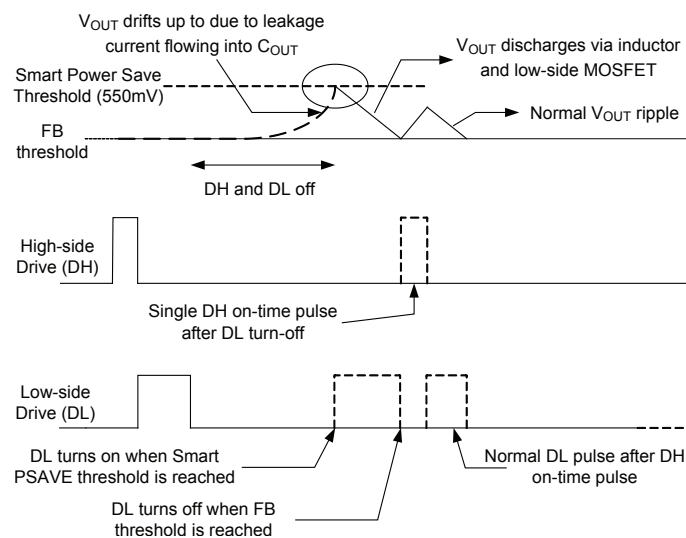 VOUT drifts up to due to leakage
current flowing into COUT
VOUT discharges via inductor
and low-side MOSFET
Smart Power Save
Threshold (550mV)
Normal VOUT ripple
FB
threshold
DH and DL off
High-side
Drive (DH)
Single DH on-time pulse
after DL turn-off
Low-side
Drive (DL)
DL turns on when Smart
PSAVE threshold is reached
Normal DL pulse after DH
on-time pulse
DL turns off when FB
threshold is reached